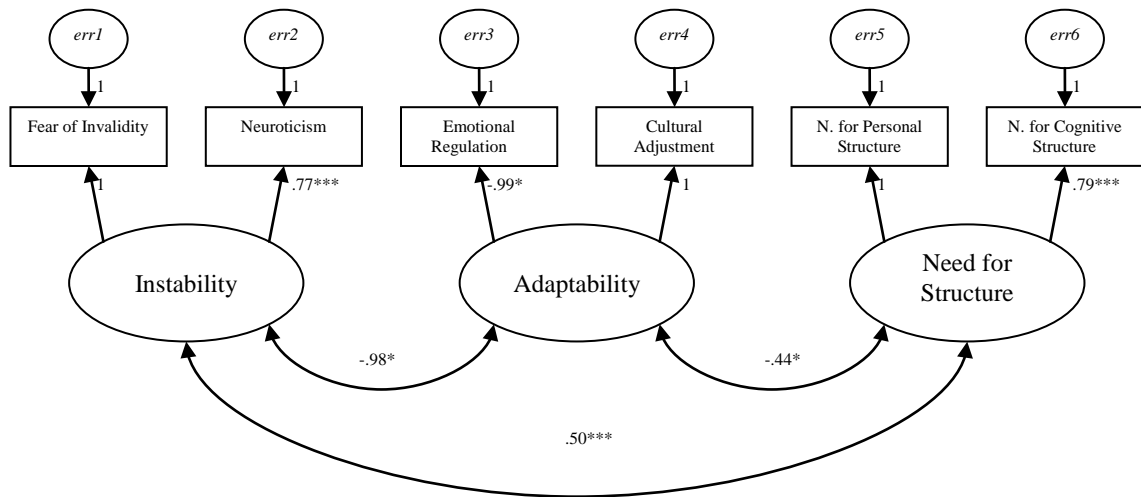 err1
err2
err3
err4
err5
err6
1
1
1
1
1
1
Fear of Invalidity
Neuroticism
Emotional
Regulation
Cultural
Adjustment
N. for Personal
Structure
N. for Cognitive
Structure
1
.77***
-.99*
1
1
.79***
Instability
Adaptability
Need for
Structure
-.98*
-.44*
.50***